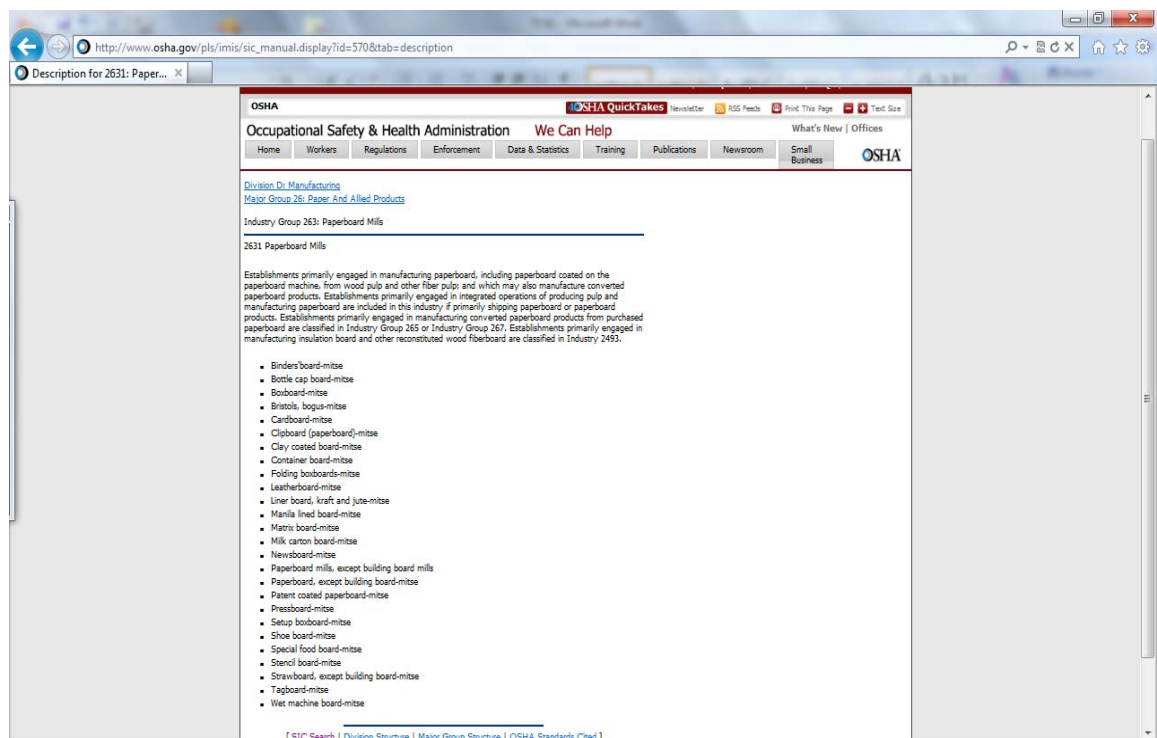 http://www.osha.gov/pls/imis/sic_manual.display?id=570&tab=description
Description for 2631: Paper...
OSHA
OSHA QuickTakes Newsletter RSS Feeds Print This Page Text Size
Occupational Safety & Health Administration We Can Help
What's New | Offices
Home Workers Regulations Enforcement Data & Statistics Training Publications Newsroom Small Business OSHA
Division D: Manufacturing
Major Group 26: Paper And Allied Products
Industry Group 263: Paperboard Mills
2631 Paperboard Mills
Establishments primarily engaged in manufacturing paperboard, including paperboard coated on the
paperboard machine, from wood pulp and other fiber pulp; and which may also manufacture converted
paperboard products. Establishments primarily engaged in integrated operations of producing pulp and
manufacturing paperboard are included in this industry if primarily shipping paperboard or paperboard
products. Establishments primarily engaged in manufacturing converted paperboard products from purchased
paperboard are classified in Industry Group 265 or Industry Group 267. Establishments primarily engaged in
manufacturing insulation board and other reconstituted wood fiberboard are classified in Industry 2493.
Binders'board-mitse
Bottle cap board-mitse
Boxboard-mitse
Bristols, bogus-mitse
Cardboard-mitse
Clipboard (paperboard)-mitse
Clay coated board-mitse
Container board-mitse
Folding boxboards-mitse
Leatherboard-mitse
Liner board, kraft and jute-mitse
Manila lined board-mitse
Matrix board-mitse
Milk carton board-mitse
Newsboard-mitse
Paperboard mills, except building board mills
Paperboard, except building board-mitse
Patent coated paperboard-mitse
Pressboard-mitse
Setup boxboard-mitse
Shoe board-mitse
Special food board-mitse
Stencil board-mitse
Strawboard, except building board-mitse
Tagboard-mitse
Wet machine board-mitse
[ SIC Search | Division Structure | Major Group Structure | OSHA Standards Cited ]